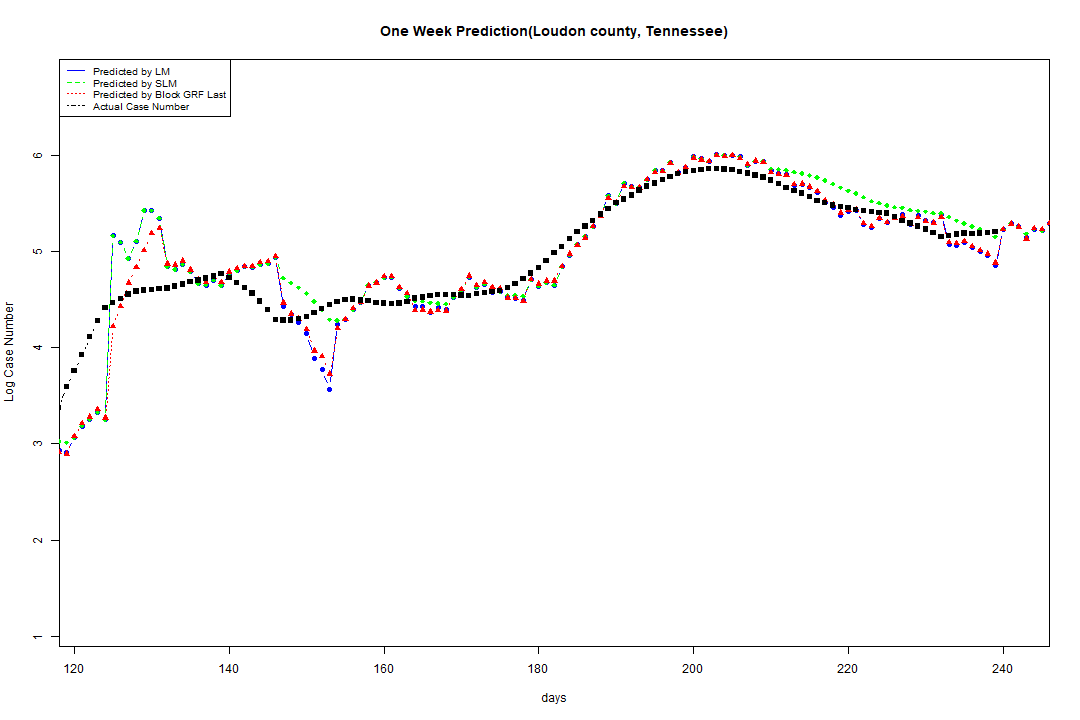 One Week Prediction(Loudon county, Tennessee)
Predicted by LM
Predicted by SLM
Predicted by Block GRF Last
Actual Case Number
6
5
4
3
2
1
Log Case Number
120 140 160 180 200 220 240
days